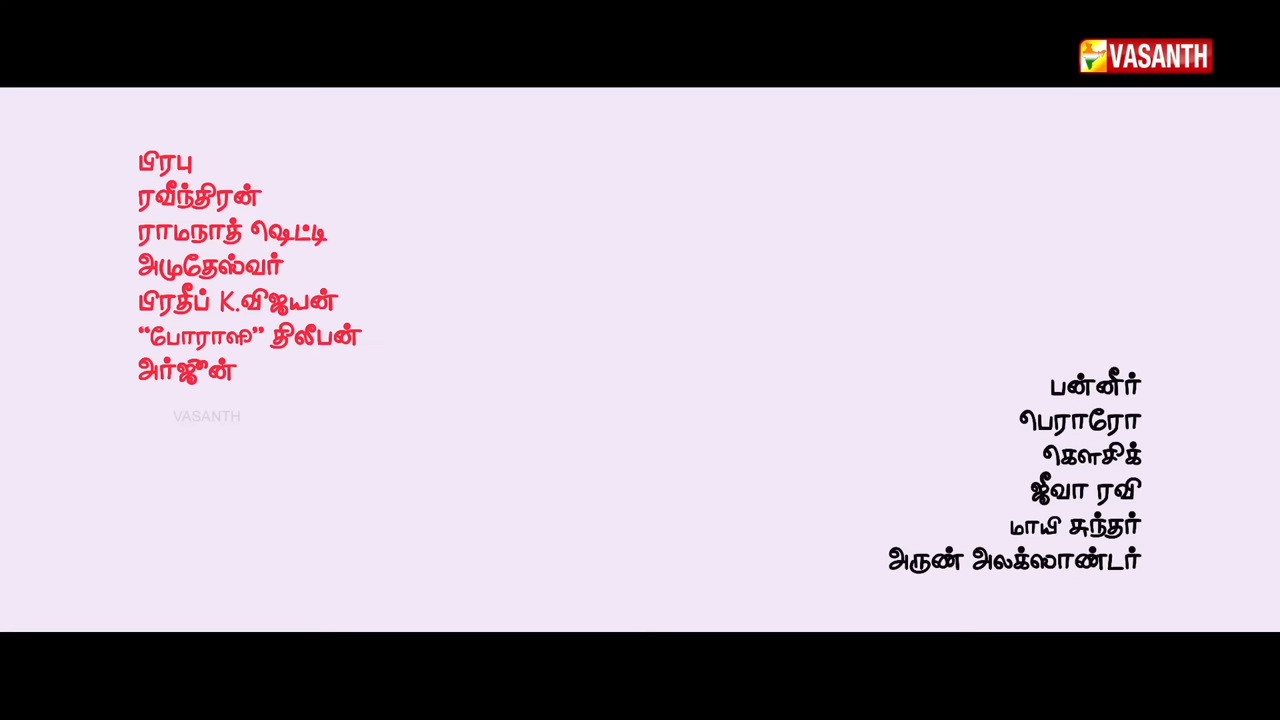 VASANTH
பிரபு
ரவீந்திரன்
ராமநாத் ஷெட்டி
அமுதேஸ்வர்
பிரதீப் K.விஜயன்
“போராளி” திலீபன்
அர்ஜூன்
VASANTH
பன்னீர்
பெராரோ
கௌசிக்
ஜீவா ரவி
மாயி சுந்தர்
அருண் அலக்ஸாண்டர்